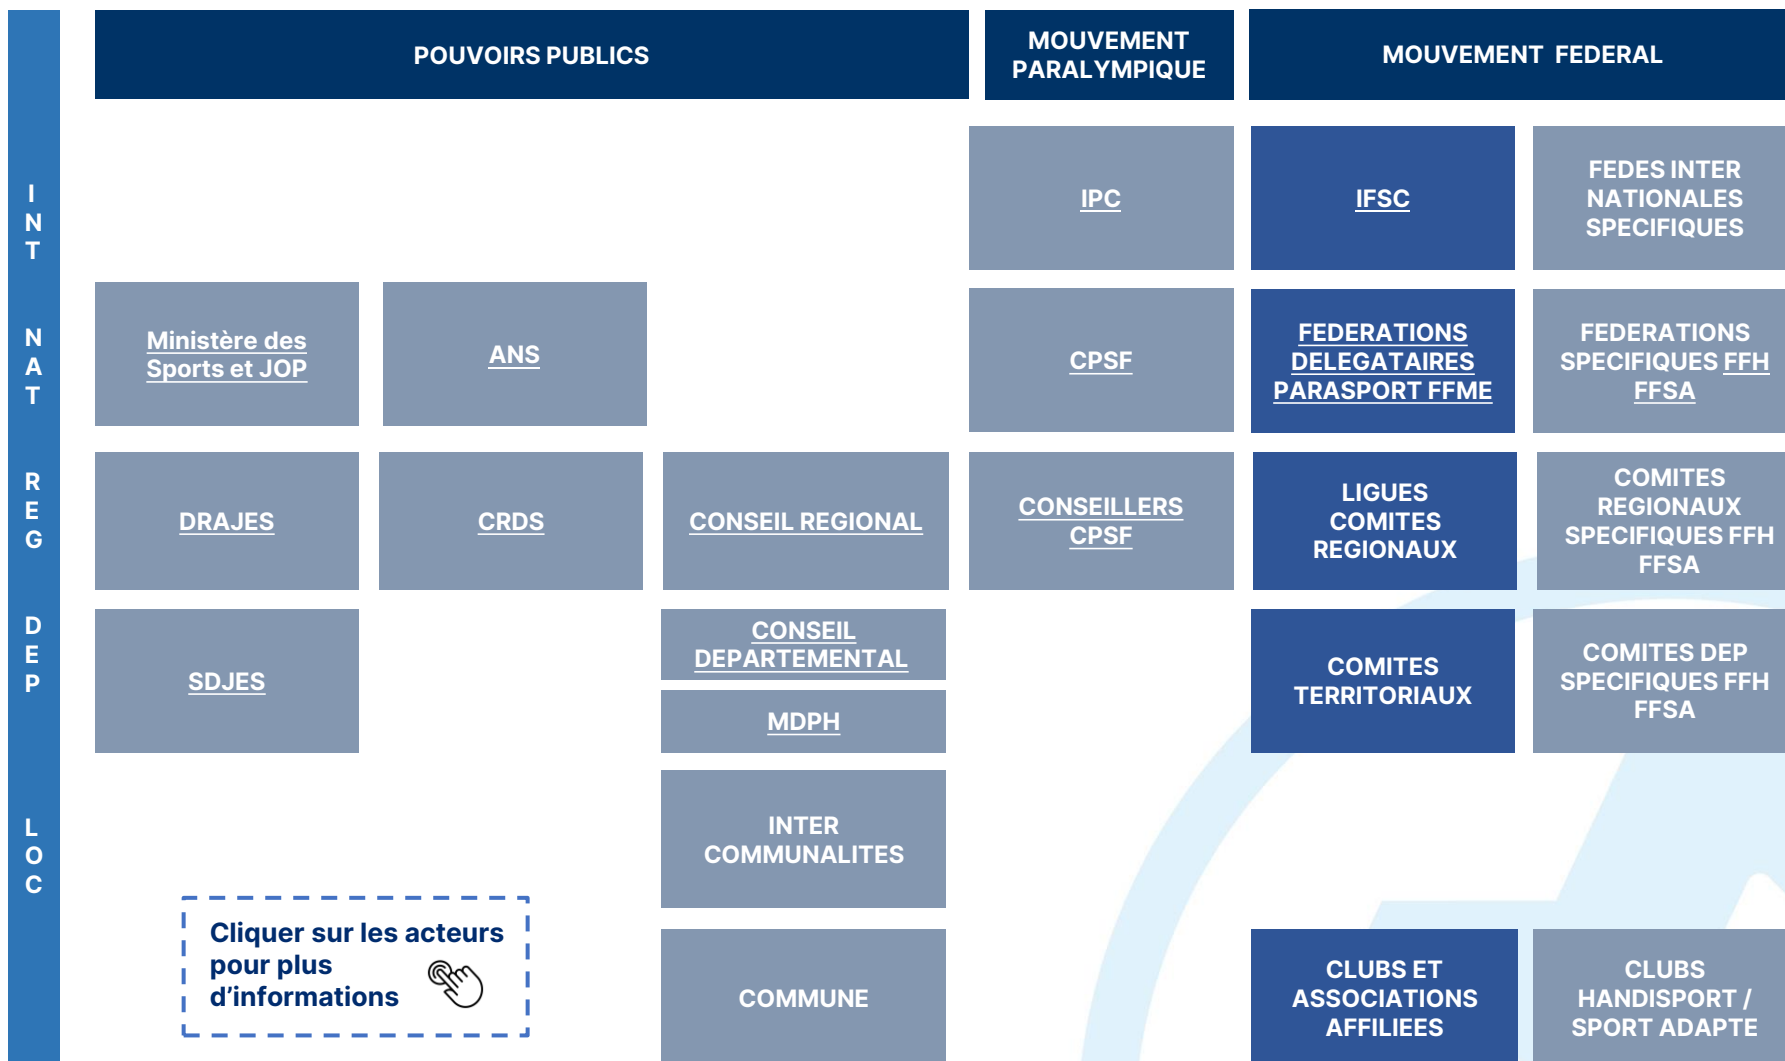 POUVOIRS PUBLICS
MOUVEMENT
PARALYMPIQUE
MOUVEMENT FEDERAL
I
N
T
IPC
IFSC
FEDES INTER
NATIONALES
SPECIFIQUES
N
A
T
Ministère des
Sports et JOP
ANS
CPSF
FEDERATIONS
DELEGATAIRES
PARASPORT FFME
FEDERATIONS
SPECIFIQUES FFH
FFSA
R
E
G
DRAJES
CRDS
CONSEIL REGIONAL
CONSEILLERS
CPSF
LIGUES
COMITES
REGIONAUX
COMITES
REGIONAUX
SPECIFIQUES FFH
FFSA
D
E
P
SDJES
CONSEIL
DEPARTEMENTAL
MDPH
COMITES
TERRITORIAUX
COMITES DEP
SPECIFIQUES FFH
FFSA
L
O
C
INTER
COMMUNALITES
Cliquer sur les acteurs
pour plus
d'informations
COMMUNE
CLUBS ET
ASSOCIATIONS
AFFILIEES
CLUBS
HANDISPORT /
SPORT ADAPTE